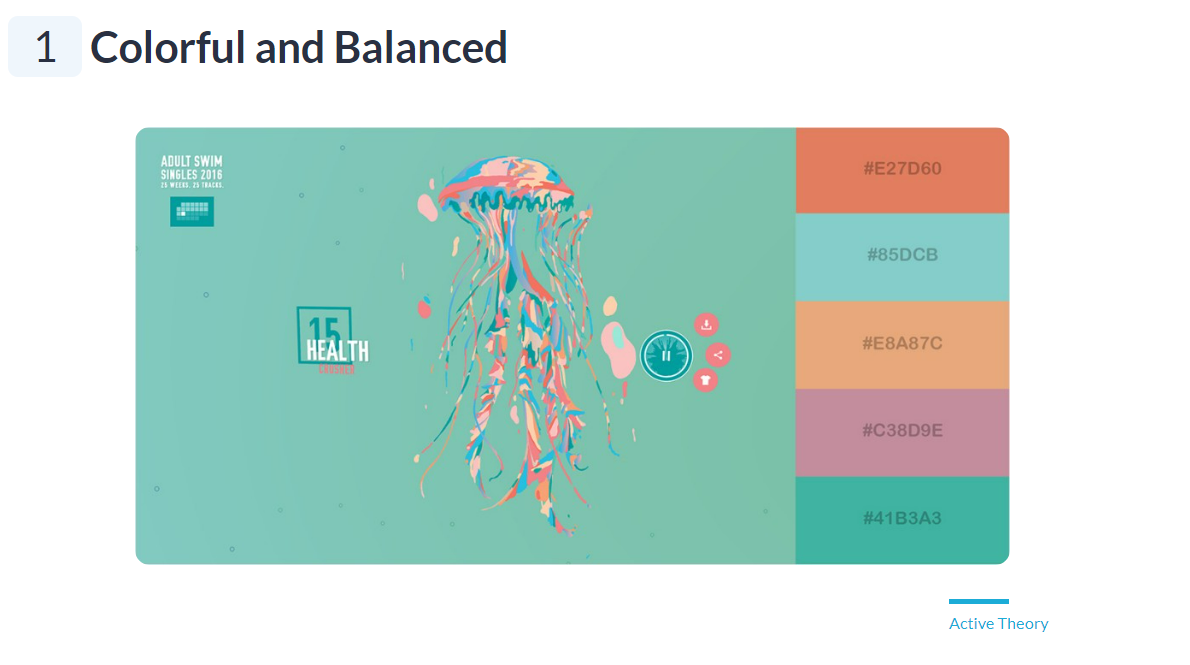 1 Colorful and Balanced
ADULT SWIM
SINGLES 2016
25 WEEKS. 25 TRACKS.
15
HEALTH
CRUSHER
#E27D60
#85DCB
#E8A87C
#C38D9E
#41B3A3
Active Theory